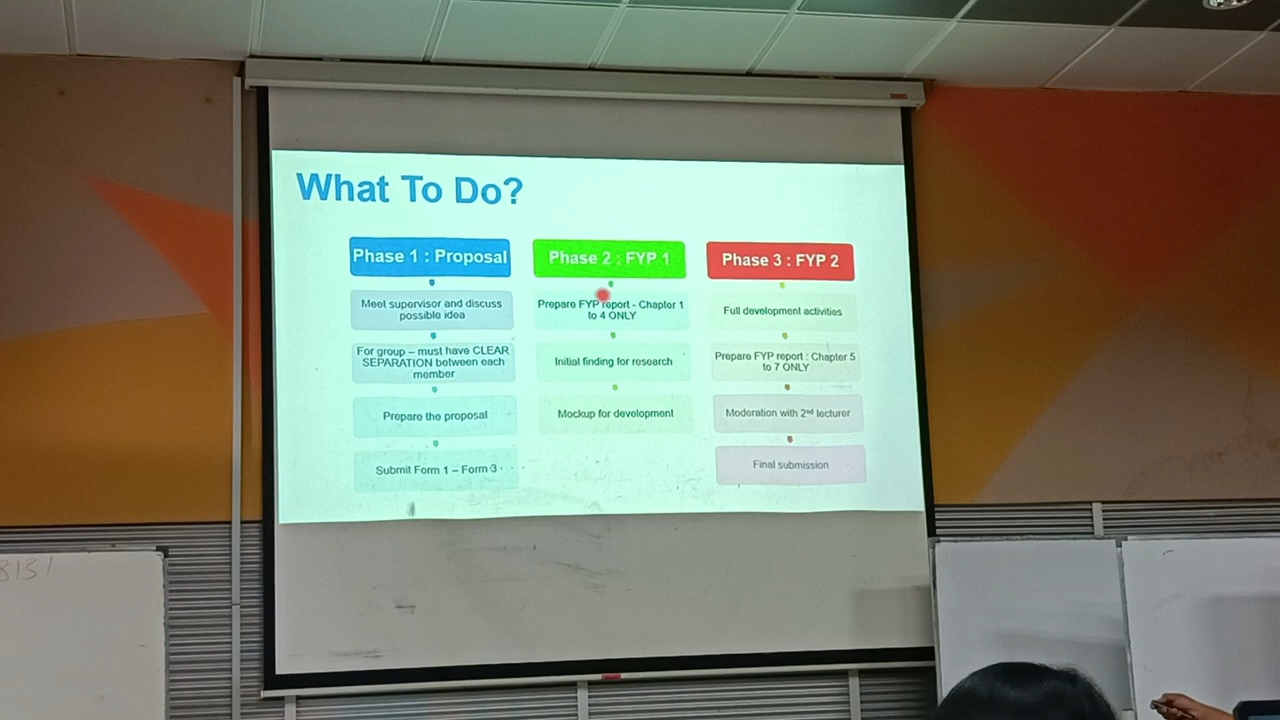 What To Do?
Phase 1 : Proposal
Meet supervisor and discuss
possible idea
For group – must have CLEAR
SEPARATION between each
member
Prepare the proposal
Submit Form 1 – Form 3
Phase 2 : FYP 1
Prepare FYP report - Chapter 1
to 4 ONLY
Initial finding for research
Mockup for development
Phase 3 : FYP 2
Full development activities
Prepare FYP report : Chapter 5
to 7 ONLY
Moderation with 2nd lecturer
Final submission